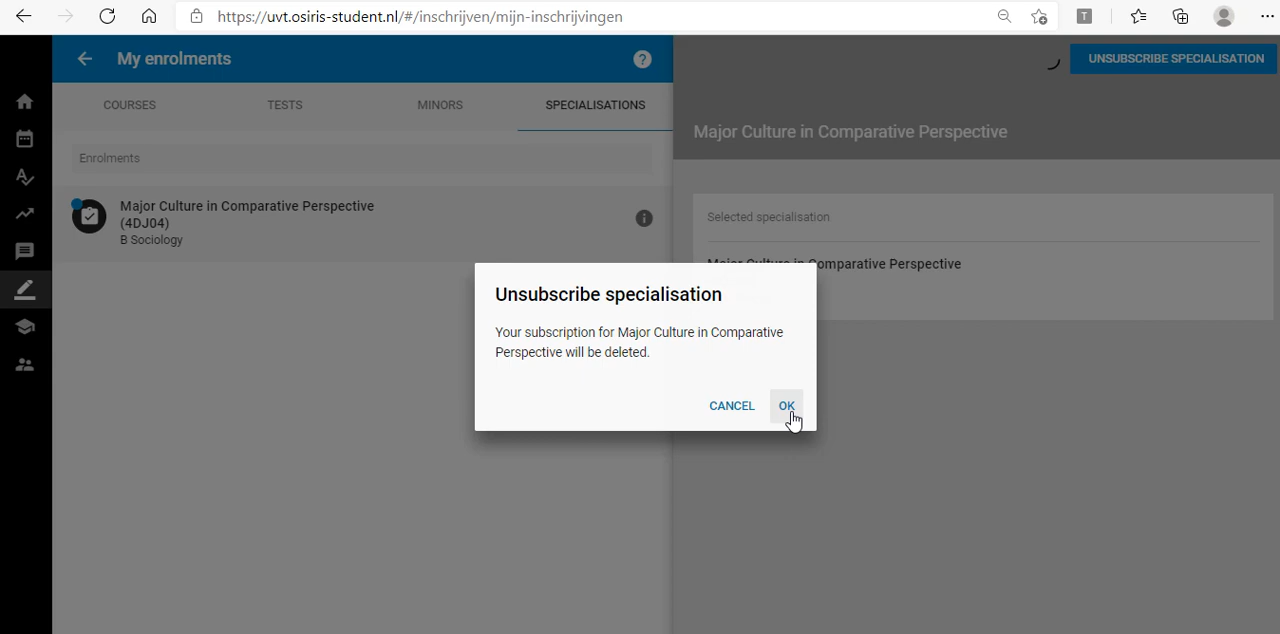 https://uvt.osiris-student.nl/#/inschrijven/mijn-inschrijvingen
T
My enrolments
?
UNSUBSCRIBE SPECIALISATION
COURSES TESTS MINORS SPECIALISATIONS
Major Culture in Comparative Perspective
Enrolments
Major Culture in Comparative Perspective
(4DJ04)
B Sociology
Selected specialisation
Major Culture in Comparative Perspective
Unsubscribe specialisation
Your subscription for Major Culture in Comparative
Perspective will be deleted.
CANCEL OK